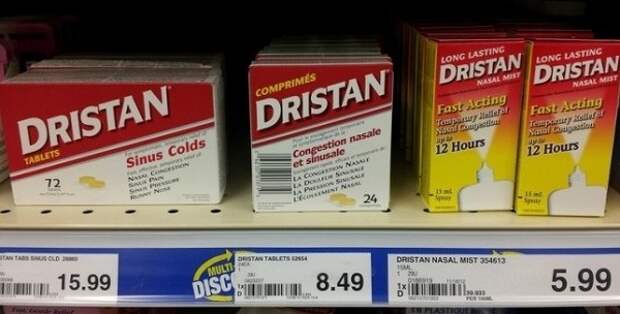 DRISTAN
TABLETS
Sinus Colds
NASAL CONGESTION
SINUS PAIN
SINUS PRESSURE
RUNNY NOSE
72
COMPRIMÉS
DRISTAN
Congestion nasale
et sinusale
LA CONGESTION NASALE
LA DOULEUR SINUSALE
LA PRESSION SINUSALE
L'ÉCOULEMENT NASAL
24
LONG LASTING
DRISTAN
NASAL MIST
Fast Acting
Temporary Relief of
Nasal Congestion
up to
12 Hours
15 mL
Spray
LONG LASTING
DRISTAN
NASAL MIST
Fast Acting
Temporary Relief of
Nasal Congestion
up to
12 Hours
15 mL
Spray
STAN TABS SINUS CLD
15.99
MULTI
DISC
DRISTAN TABLETS 02654
8.49
DRISTAN NASAL MIST 354613
15ML
5.99